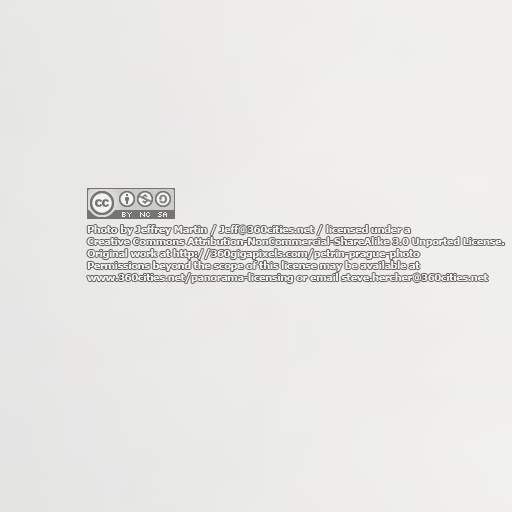 cc BY NC SA
Photo by Jeffrey Martin / Jeff@360cities.net / licensed under a
Creative Commons Attribution-NonCommercial-ShareAlike 3.0 Unported License.
Original work at http://360gigapixels.com/petrin-prague-photo
Permissions beyond the scope of this license may be available at
www.360cities.net/panorama-licensing or email steve.hercher@360cities.net